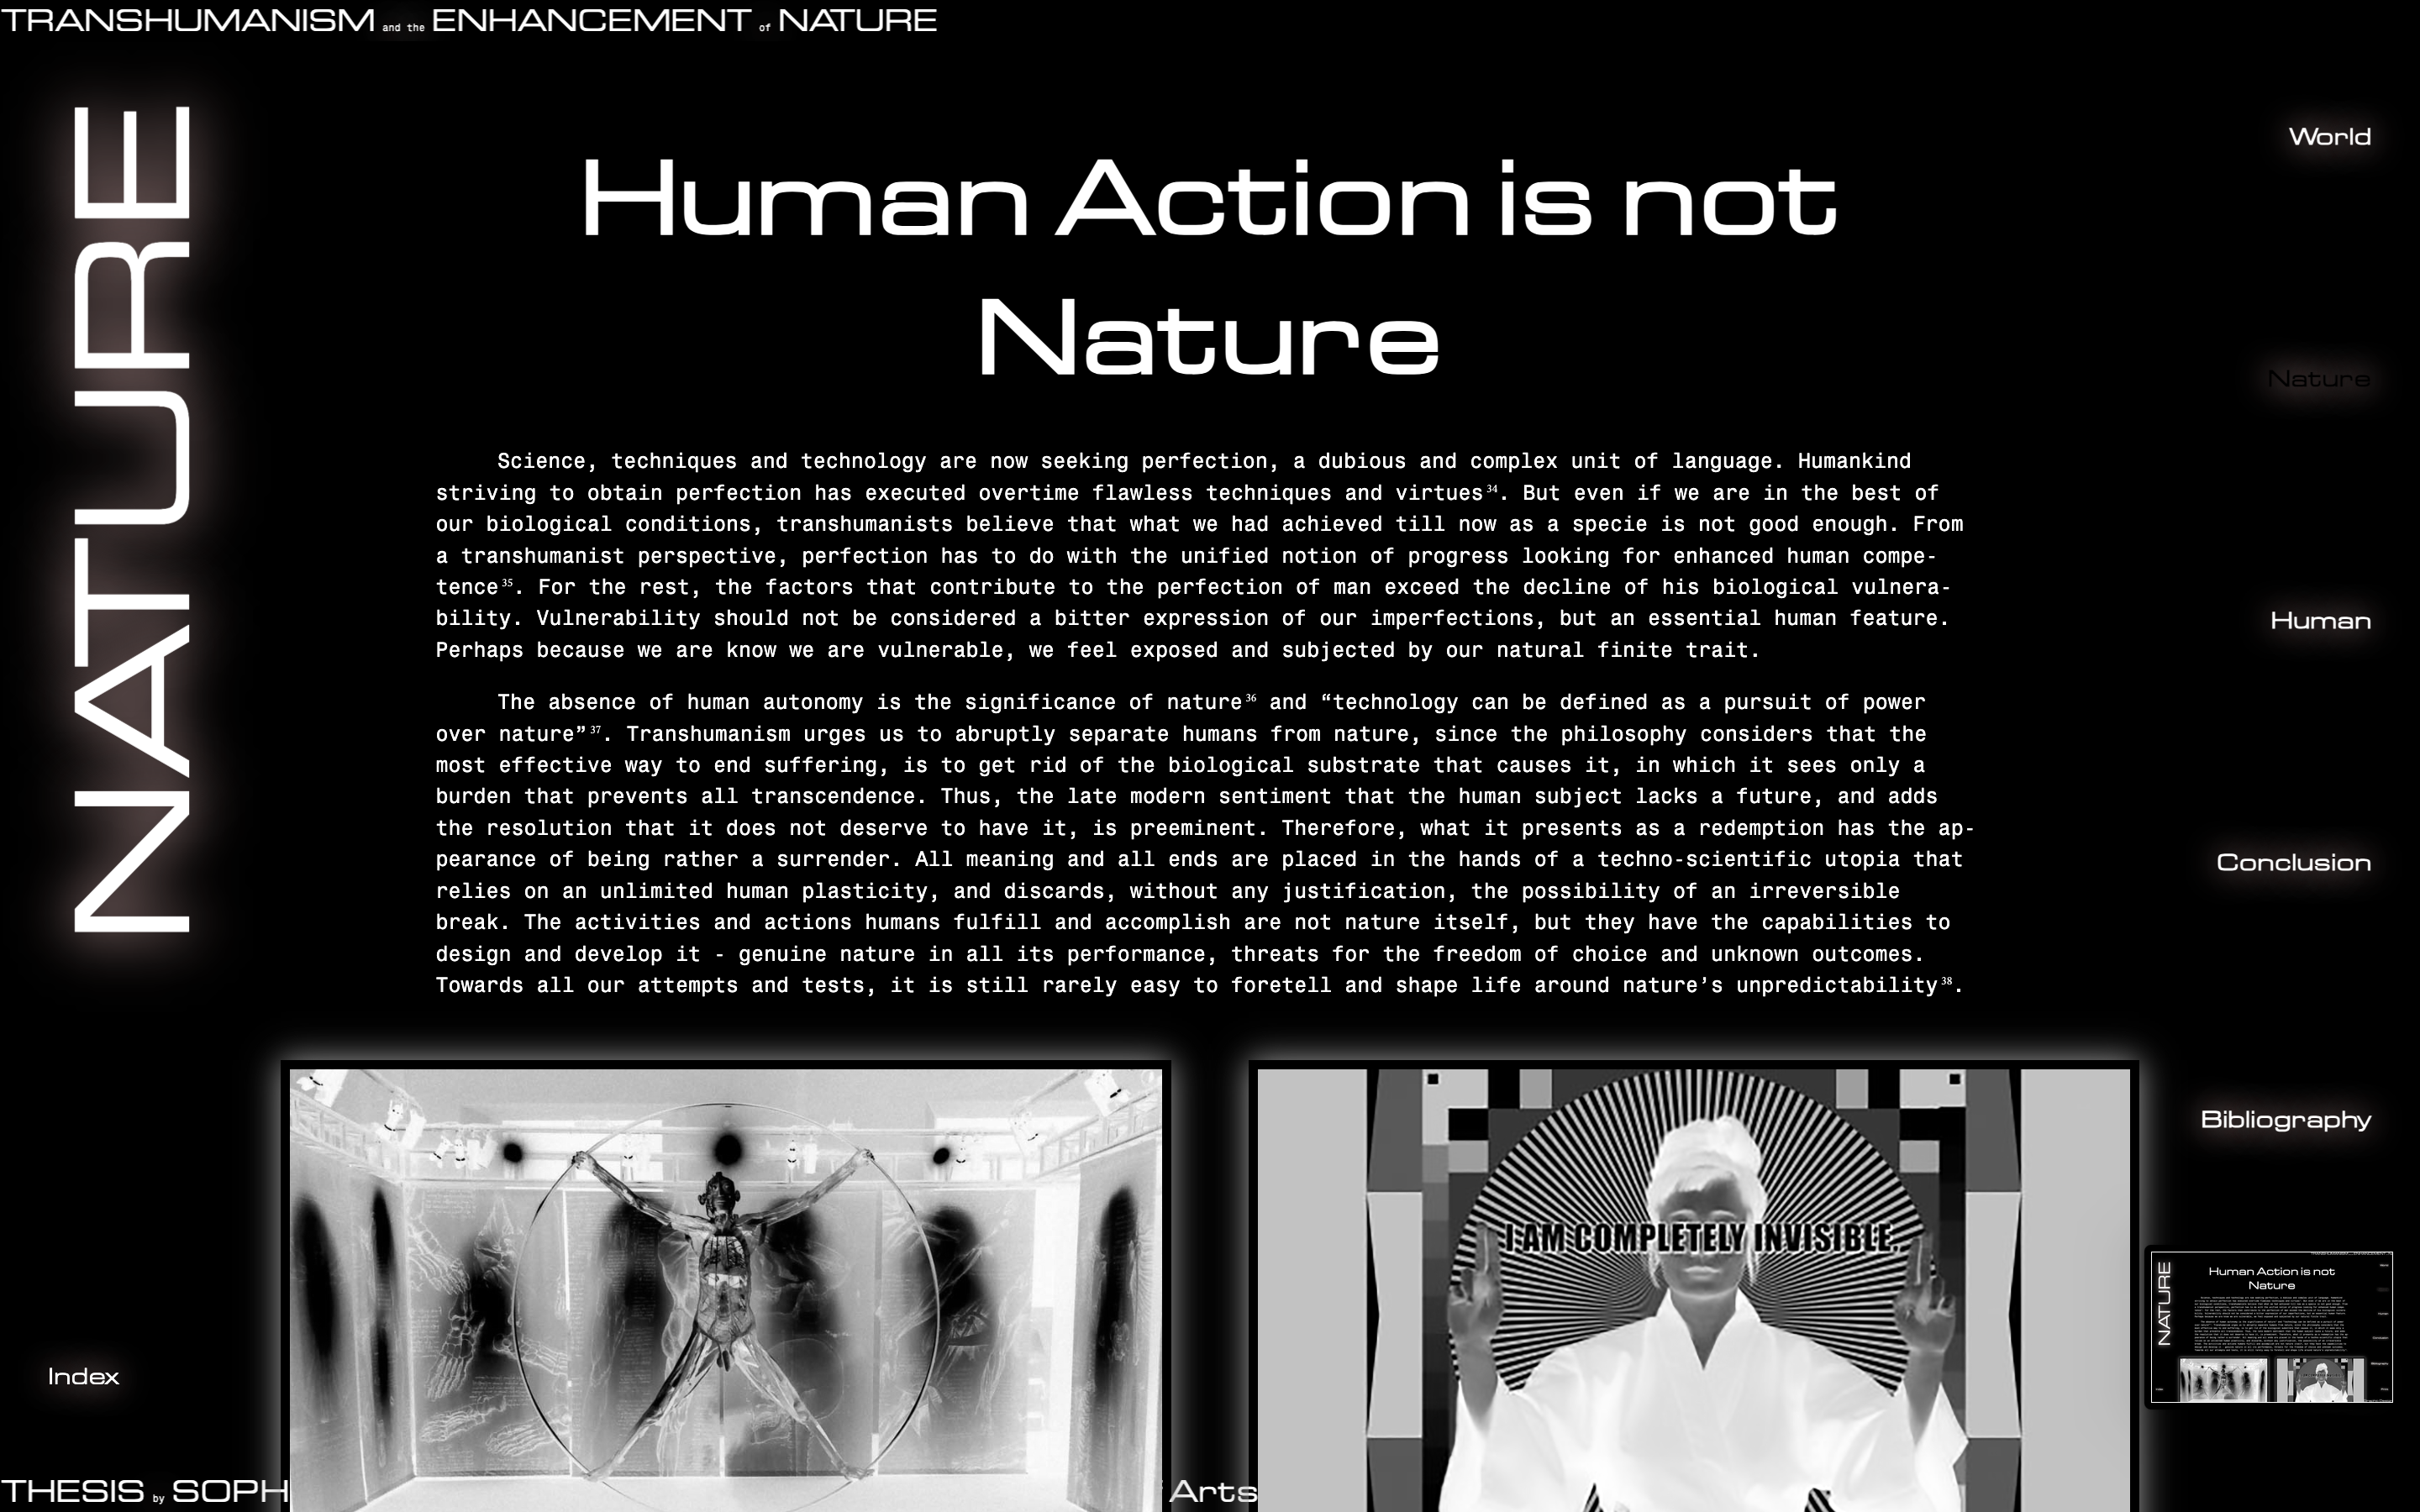 TRANSHUMANISM and the ENHANCEMENT of NATURE
NATURE
Human Action is not
Nature
World
Nature
Human
Conclusion
Bibliography
Science, techniques and technology are now seeking perfection, a dubious and complex unit of language. Humankind
striving to obtain perfection has executed overtime flawless techniques and virtues34. But even if we are in the best of
our biological conditions, transhumanists believe that what we had achieved till now as a specie is not good enough. From
a transhumanist perspective, perfection has to do with the unified notion of progress looking for enhanced human compe-
tence35. For the rest, the factors that contribute to the perfection of man exceed the decline of his biological vulnera-
bility. Vulnerability should not be considered a bitter expression of our imperfections, but an essential human feature.
Perhaps because we are know we are vulnerable, we feel exposed and subjected by our natural finite trait.
The absence of human autonomy is the significance of nature36 and “technology can be defined as a pursuit of power
over nature”37. Transhumanism urges us to abruptly separate humans from nature, since the philosophy considers that the
most effective way to end suffering, is to get rid of the biological substrate that causes it, in which it sees only a
burden that prevents all transcendence. Thus, the late modern sentiment that the human subject lacks a future, and adds
the resolution that it does not deserve to have it, is preeminent. Therefore, what it presents as a redemption has the ap-
pearance of being rather a surrender. All meaning and all ends are placed in the hands of a techno-scientific utopia that
relies on an unlimited human plasticity, and discards, without any justification, the possibility of an irreversible
break. The activities and actions humans fulfill and accomplish are not nature itself, but they have the capabilities to
design and develop it - genuine nature in all its performance, threats for the freedom of choice and unknown outcomes.
Towards all our attempts and tests, it is still rarely easy to foretell and shape life around nature’s unpredictability38.
I AM COMPLETELY INVISIBLE.
NATURE
Human Action is not
Nature
Index
THESIS by SOPH
Arts